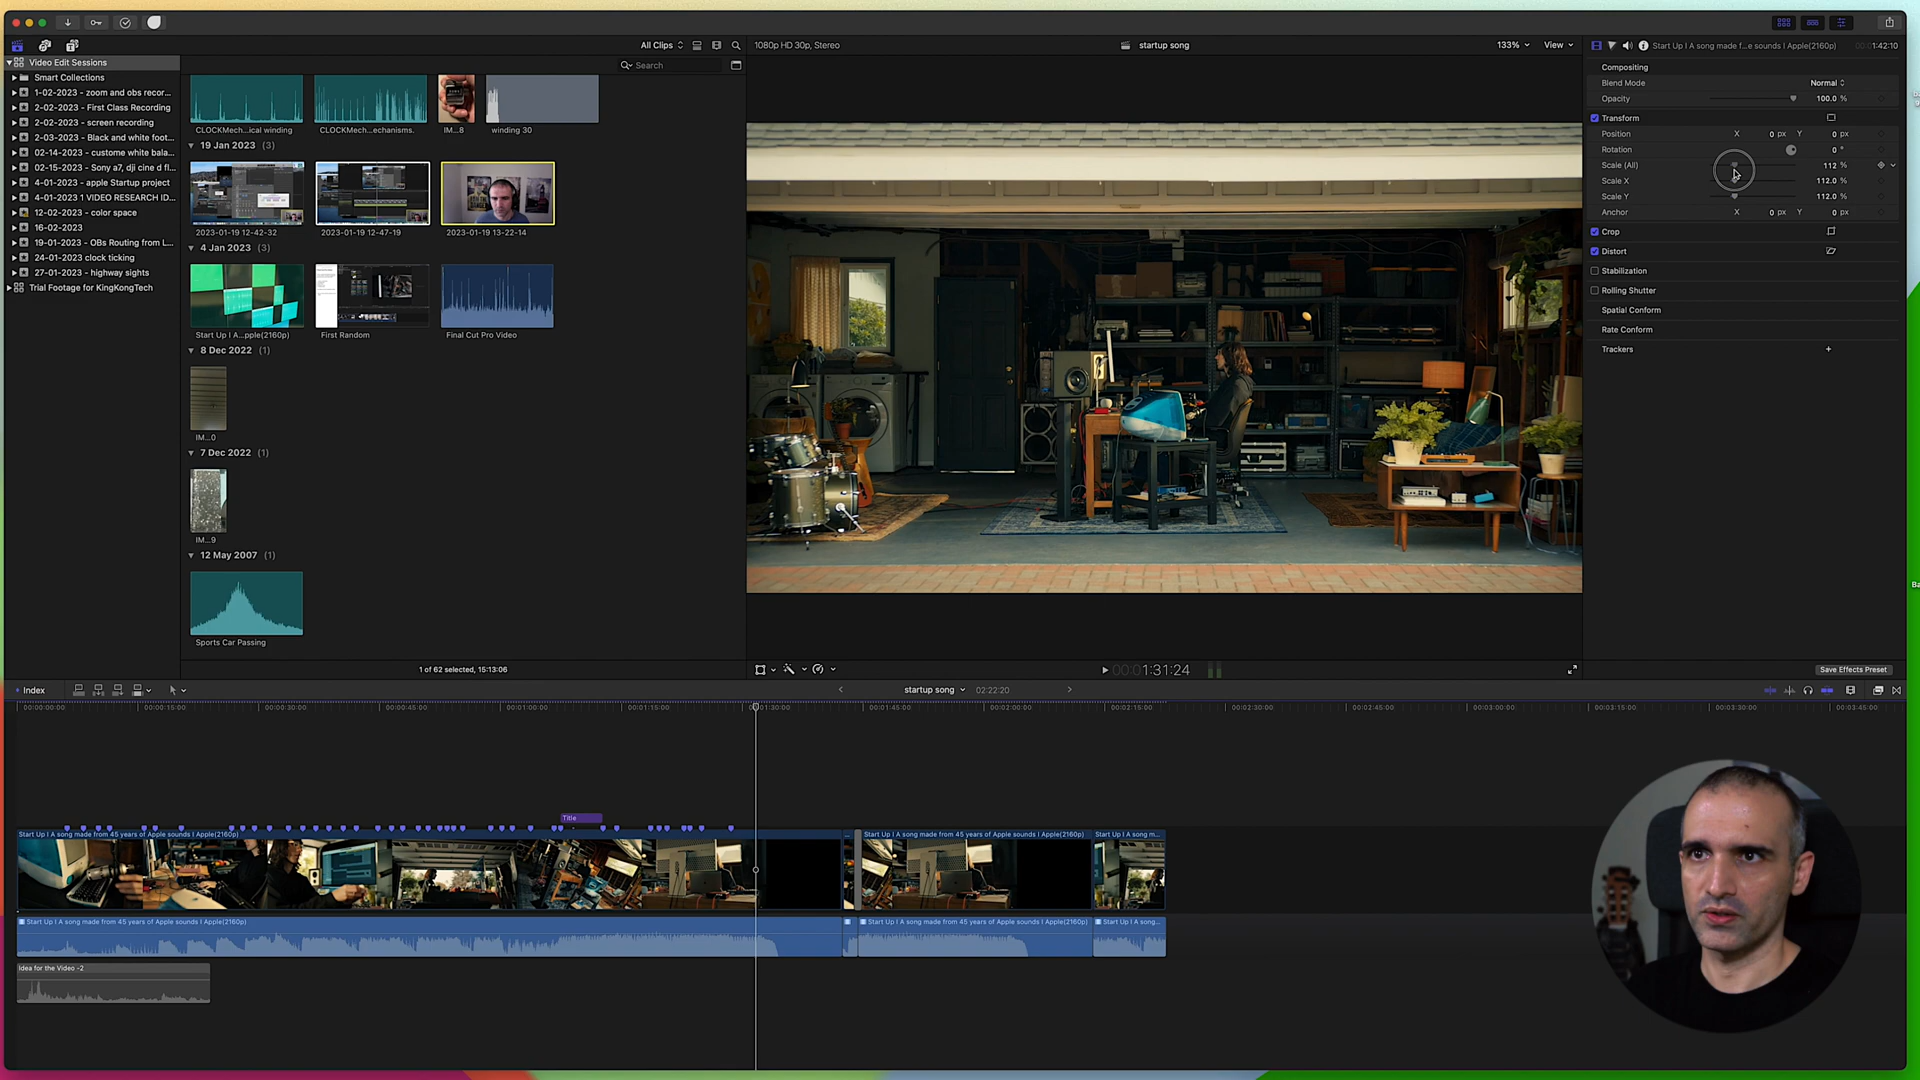 All Clips
1080p HD 30p, Stereo
startup song
133%
View
Start Up I A song made f...e sounds I Apple(2160p)
1:42:10
Video Edit Sessions
Smart Collections
1-02-2023 - zoom and obs recor...
2-02-2023 - First Class Recording
2-02-2023 - screen recording
2-03-2023 - Black and white foot...
02-14-2023 - custome white bala...
02-15-2023 - Sony a7, dji cine d fl...
4-01-2023 - apple Startup project
4-01-2023 1 VIDEO RESEARCH ID...
12-02-2023 - color space
16-02-2023
19-01-2023 - OBs Routing from L...
24-01-2023 clock ticking
27-01-2023 - highway sights
Trial Footage for KingKongTech
Search
CLOCKMech...ical winding
CLOCKMech...echanisms.
IM...8
winding 30
19 Jan 2023 (3)
2023-01-19 12-42-32
2023-01-19 12-47-19
2023-01-19 13-22-14
4 Jan 2023 (3)
Start Up I A...pple(2160p)
First Random
Final Cut Pro Video
8 Dec 2022 (1)
IM...0
7 Dec 2022 (1)
IM...9
12 May 2007 (1)
Sports Car Passing
1 of 62 selected, 15:13:06
Compositing
Blend Mode Normal
Opacity 100.0 %
Transform
Position X 0 px Y 0 px
Rotation 0 °
Scale (All) 112 %
Scale X 112.0 %
Scale Y 112.0 %
Anchor X 0 px Y 0 px
Crop
Distort
Stabilization
Rolling Shutter
Spatial Conform
Rate Conform
Trackers
Save Effects Preset
00:01:31:24
Index
startup song
02:22:20
00:00:00:00
00:00:15:00
00:00:30:00
00:00:45:00
00:01:00:00
00:01:15:00
00:01:30:00
00:01:45:00
00:02:00:00
00:02:15:00
00:02:30:00
00:02:45:00
00:03:00:00
00:03:15:00
00:03:30:00
00:03:45:00
Title
Start Up I A song made from 45 years of Apple sounds I Apple(2160p)
Start Up I A song made from 45 years of Apple sounds I Apple(2160p)
Start Up I A song m...
Start Up I A song made from 45 years of Apple sounds I Apple(2160p)
Start Up I A song made from 45 years of Apple sounds I Apple(2160p)
Start Up I A song...
Idea for the Video -2